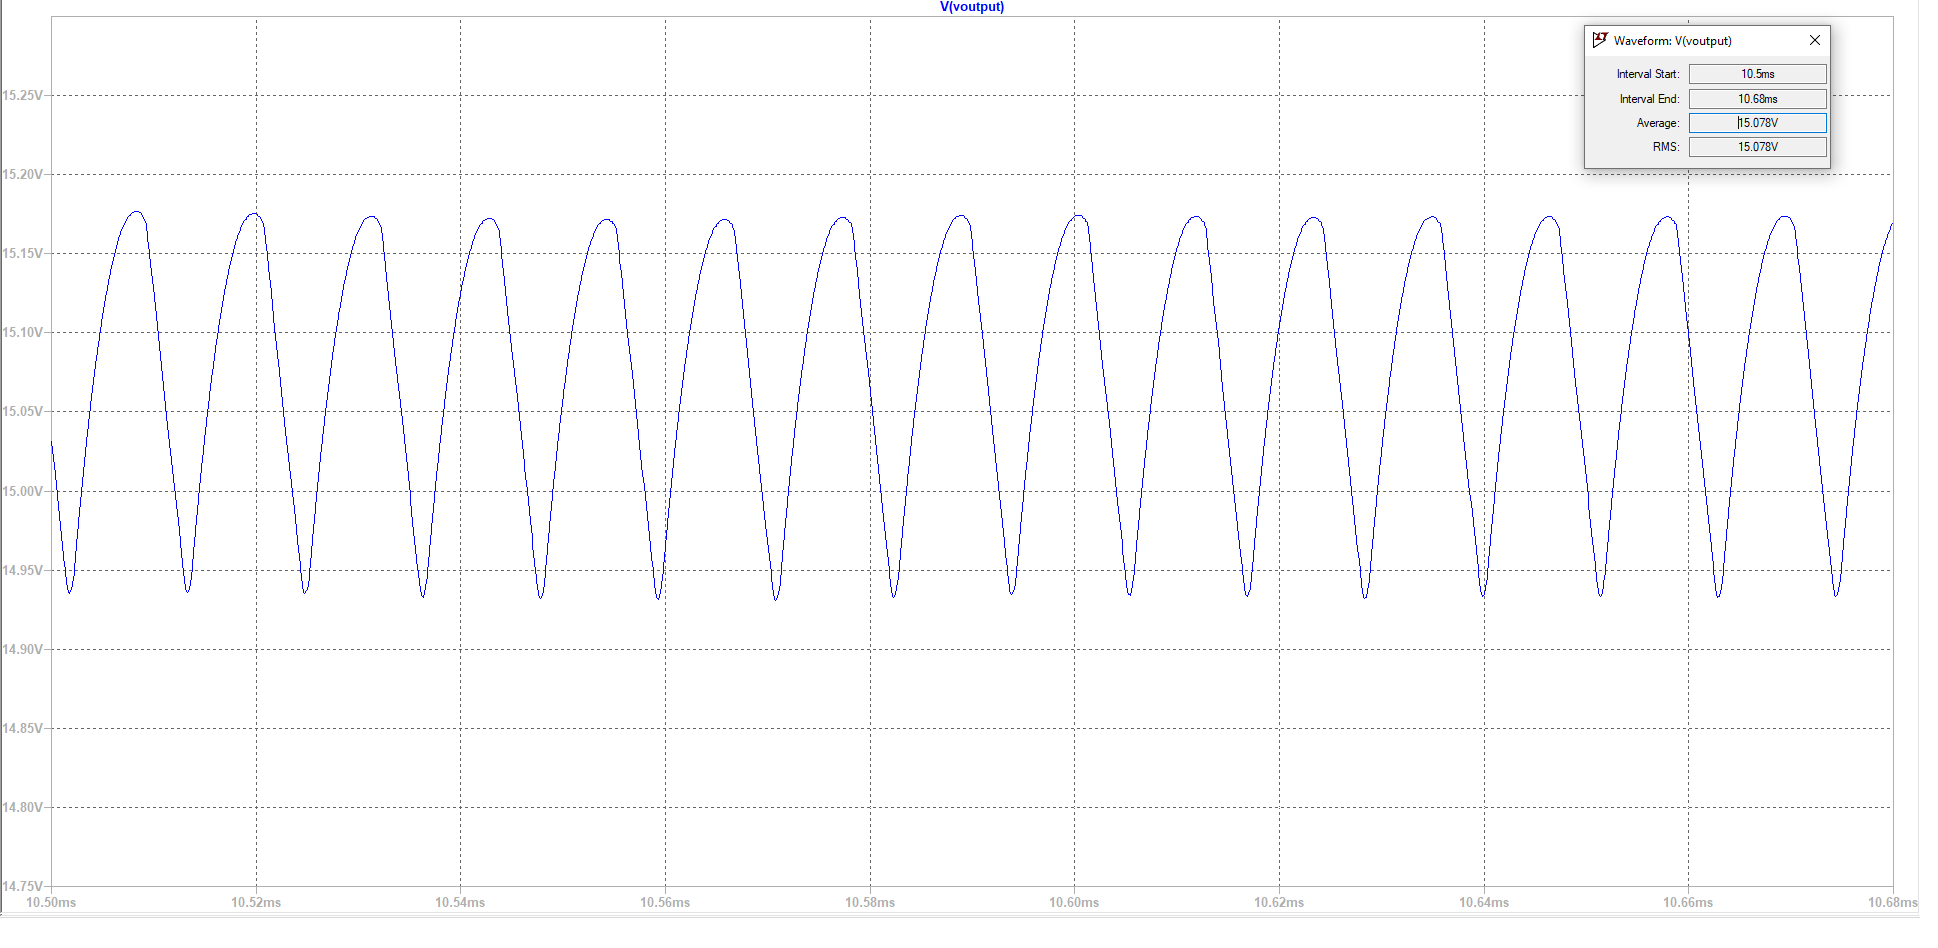 V(voutput)
Waveform: V(voutput)
Interval Start: 10.5ms
Interval End: 10.68ms
Average: 15.078V
RMS: 15.078V
15.25V
15.20V
15.15V
15.10V
15.05V
15.00V
14.95V
14.90V
14.85V
14.80V
14.75V
10.50ms 10.52ms 10.54ms 10.56ms 10.58ms 10.60ms 10.62ms 10.64ms 10.66ms 10.68ms